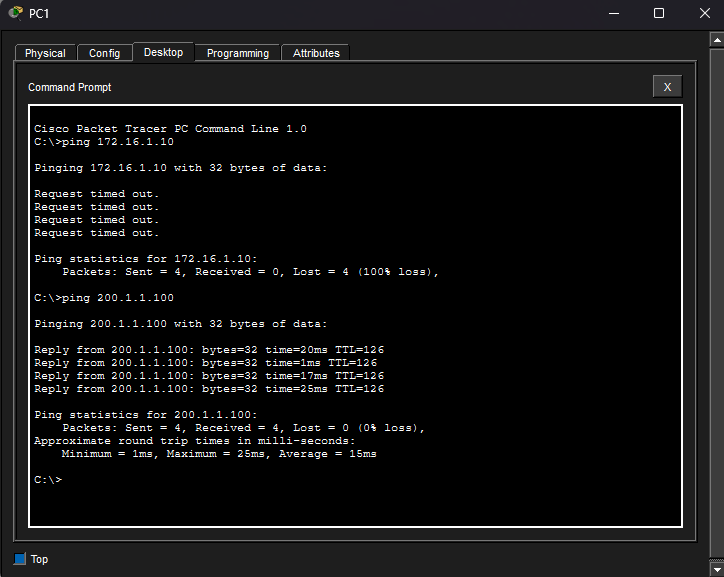 PC1
Physical Config Desktop Programming Attributes
Command Prompt
X
Cisco Packet Tracer PC Command Line 1.0
C:\>ping 172.16.1.10
Pinging 172.16.1.10 with 32 bytes of data:
Request timed out.
Request timed out.
Request timed out.
Request timed out.
Ping statistics for 172.16.1.10:
Packets: Sent = 4, Received = 0, Lost = 4 (100% loss),
C:\>ping 200.1.1.100
Pinging 200.1.1.100 with 32 bytes of data:
Reply from 200.1.1.100: bytes=32 time=20ms TTL=126
Reply from 200.1.1.100: bytes=32 time=1ms TTL=126
Reply from 200.1.1.100: bytes=32 time=17ms TTL=126
Reply from 200.1.1.100: bytes=32 time=25ms TTL=126
Ping statistics for 200.1.1.100:
Packets: Sent = 4, Received = 4, Lost = 0 (0% loss),
Approximate round trip times in milli-seconds:
Minimum = 1ms, Maximum = 25ms, Average = 15ms
C:\>
Top